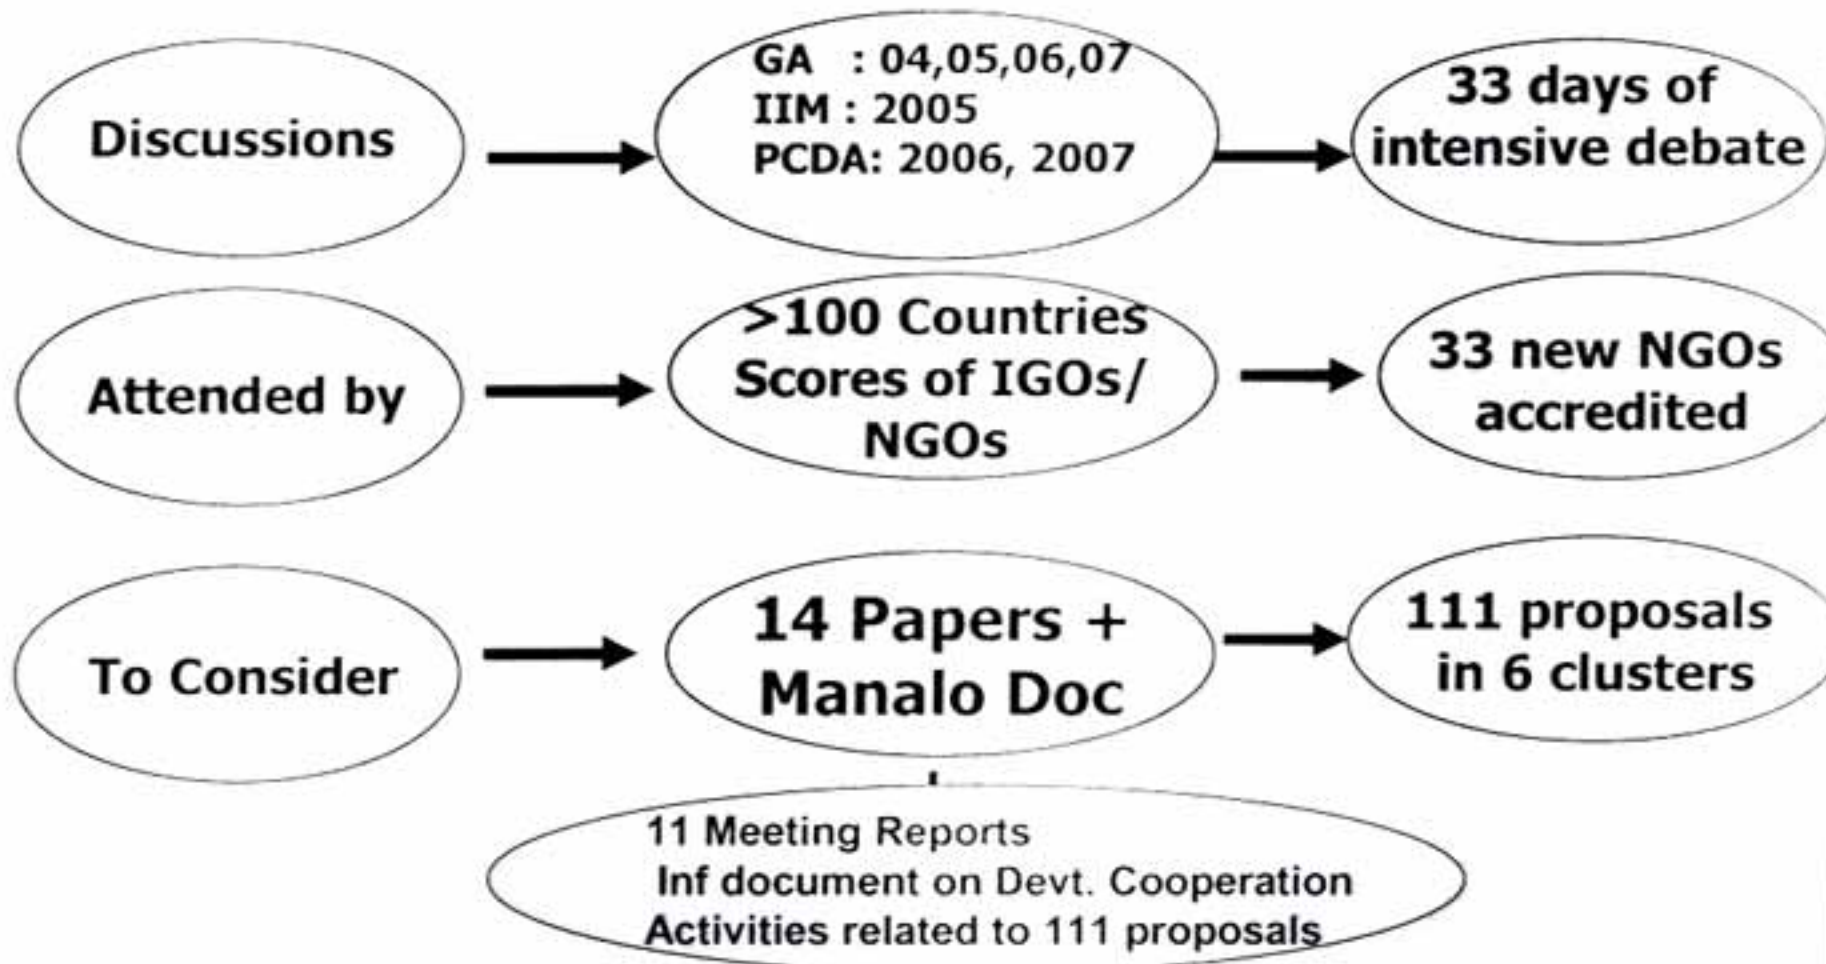 Discussions
GA : 04,05,06,07
IIM : 2005
PCDA: 2006, 2007
33 days of
intensive debate
Attended by
>100 Countries
Scores of IGOs/
NGOs
33 new NGOs
accredited
To Consider
14 Papers +
Manalo Doc
111 proposals
in 6 clusters
11 Meeting Reports
Inf document on Devt. Cooperation
Activities related to 111 proposals